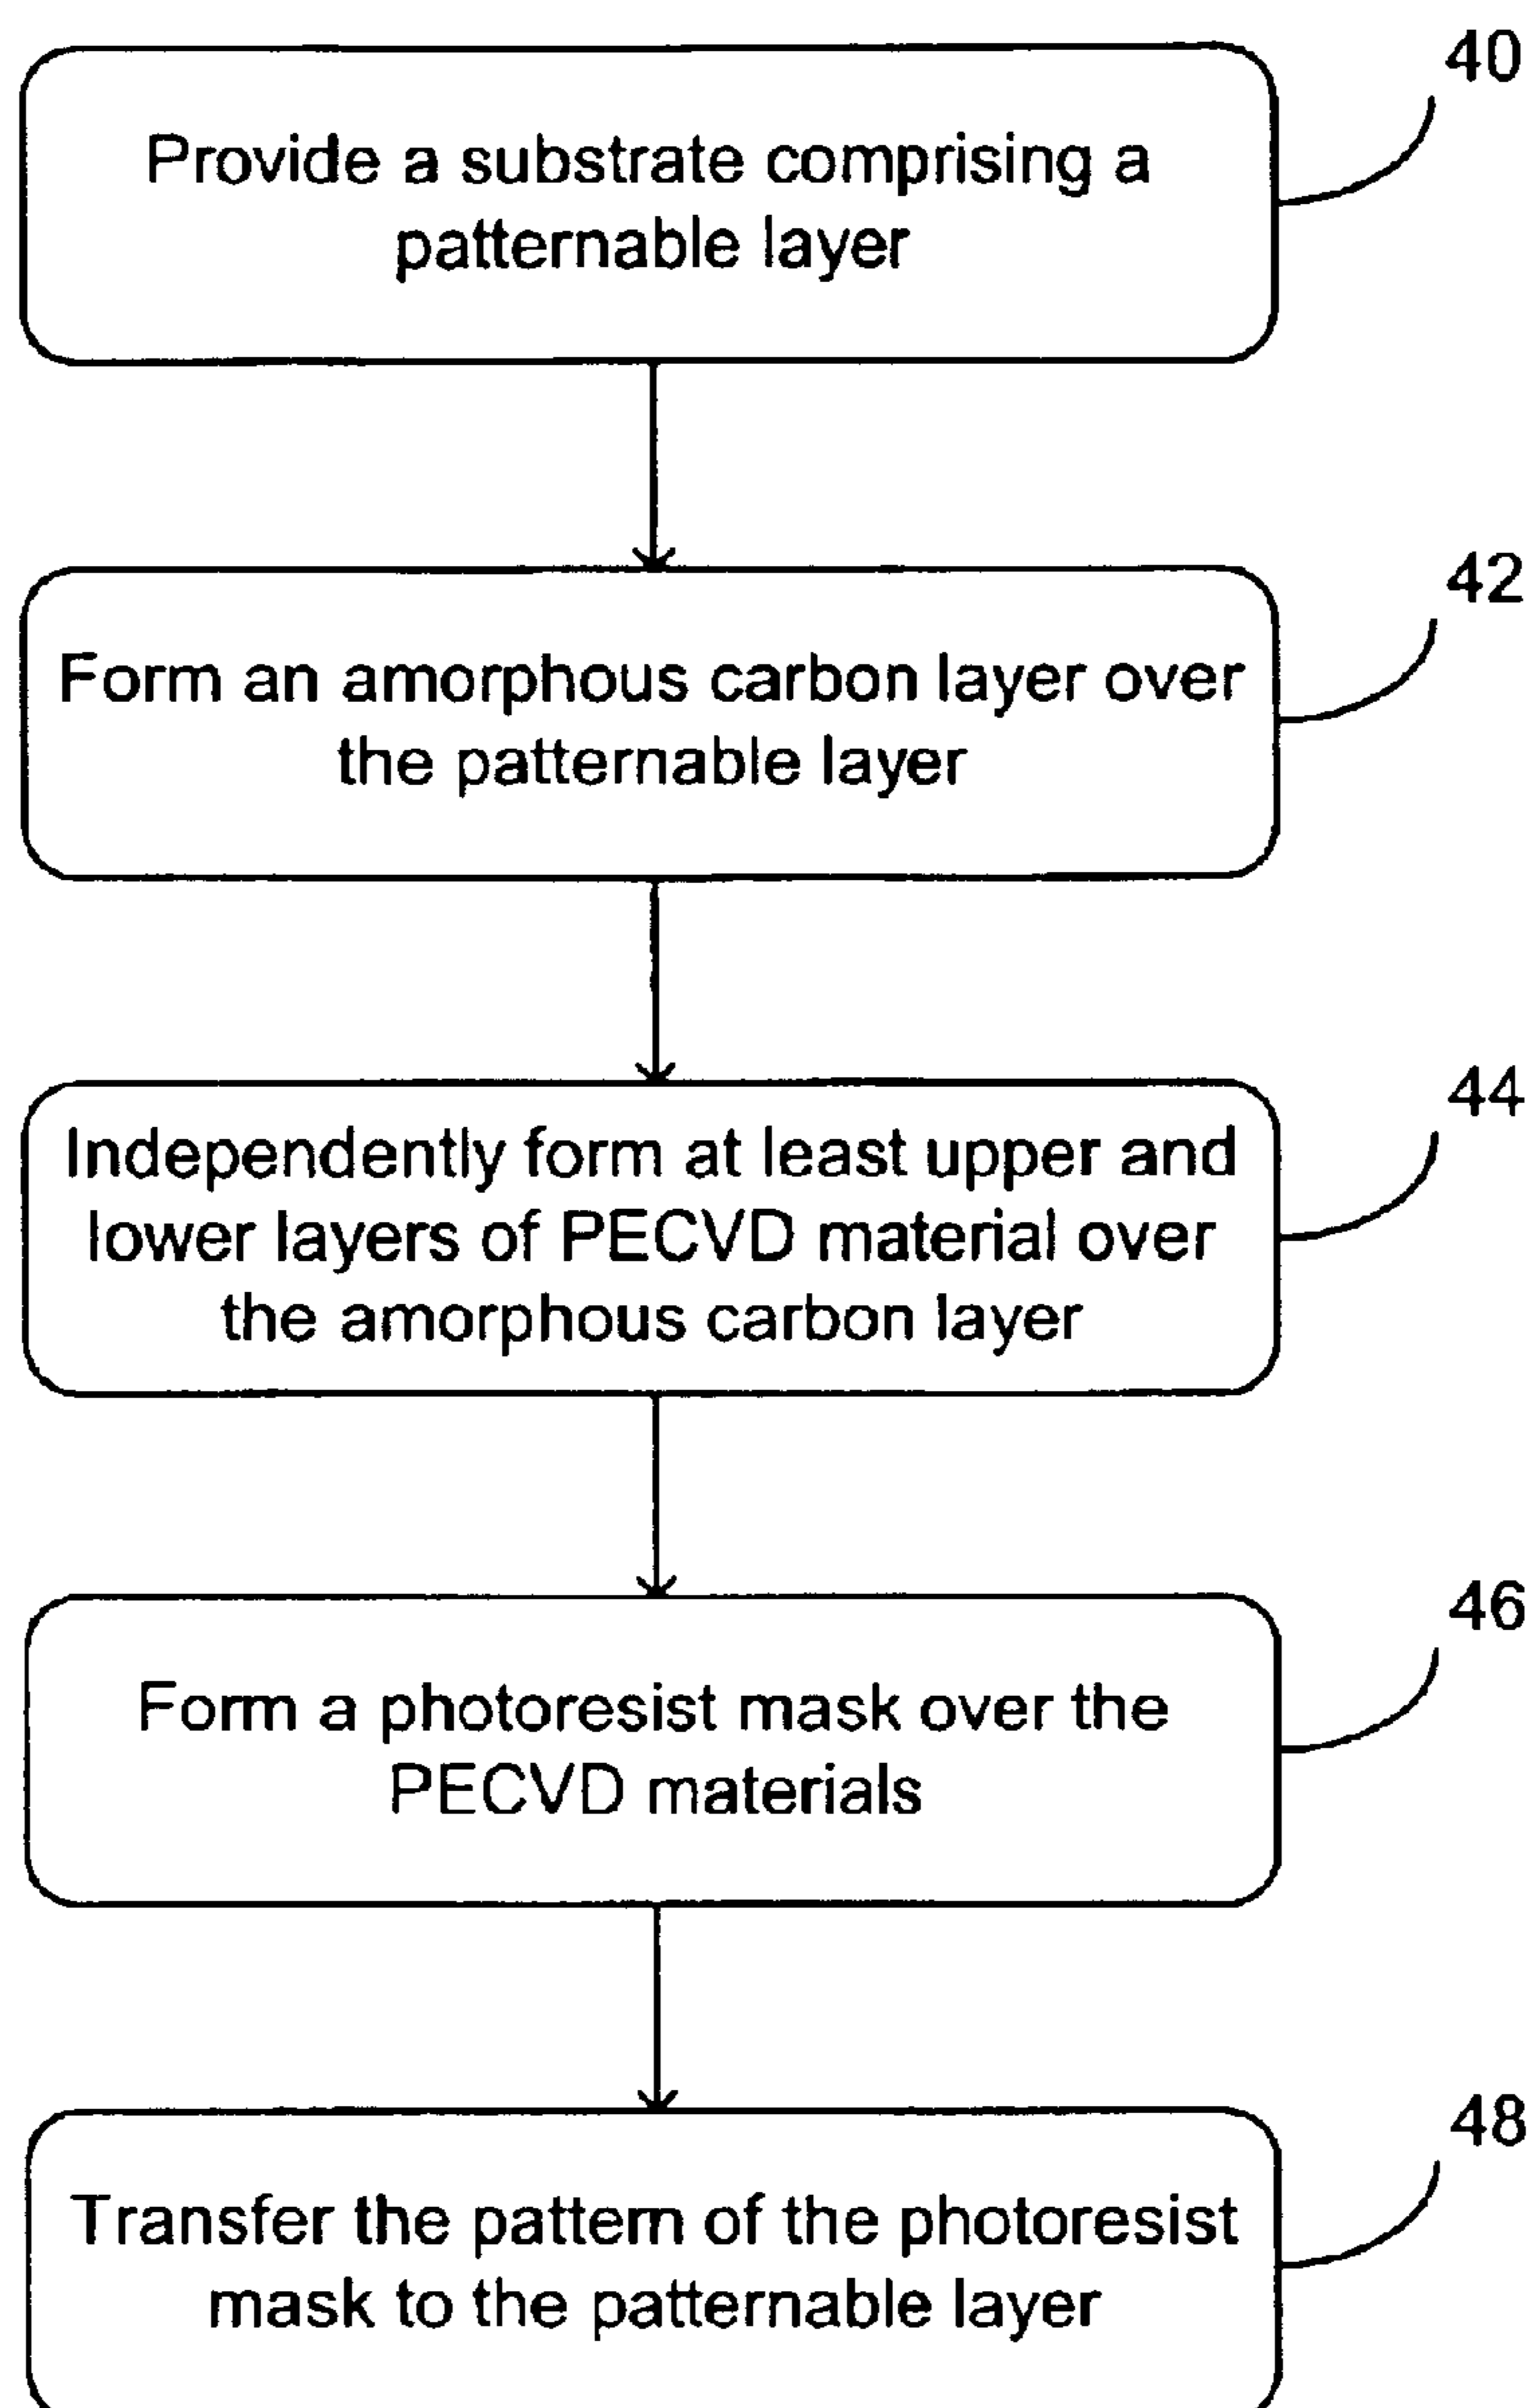 40
Provide a substrate comprising a
patternable layer
42
Form an amorphous carbon layer over
the patternable layer
44
Independently form at least upper and
lower layers of PECVD material over
the amorphous carbon layer
46
Form a photoresist mask over the
PECVD materials
48
Transfer the pattern of the photoresist
mask to the patternable layer